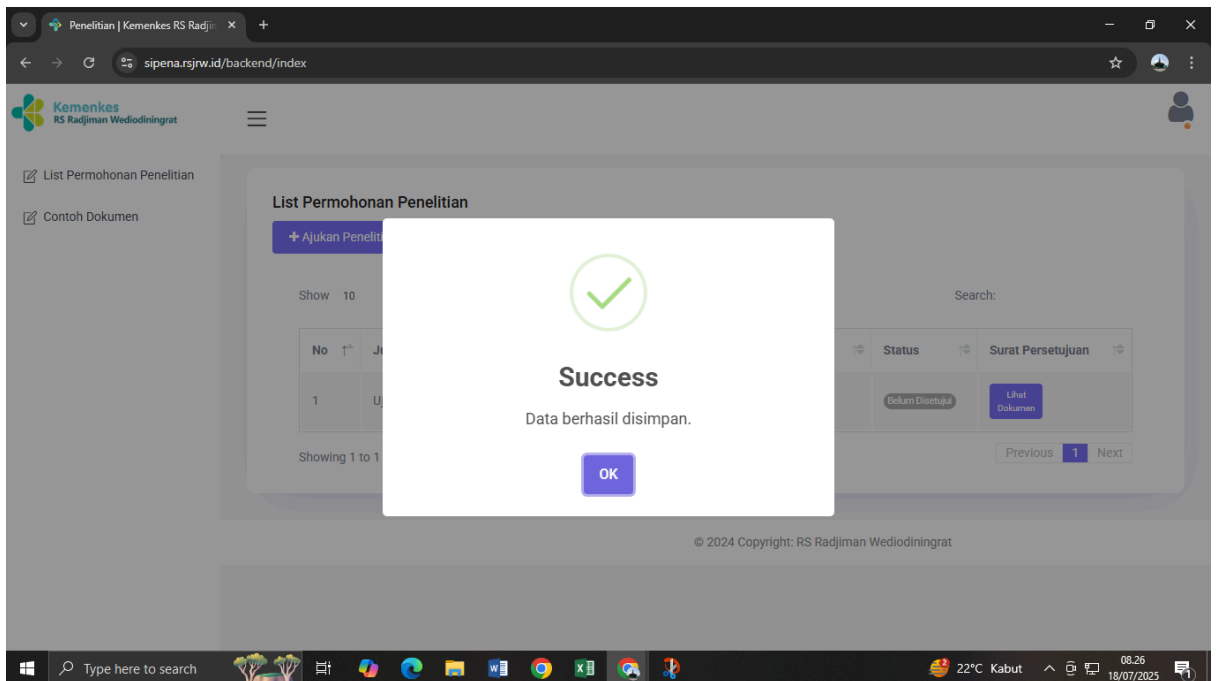 Penelitian | Kemenkes RS Radjin
sipena.rsjrw.id/backend/index
Kemenkes
RS Radjiman Wediodiningrat
List Permohonan Penelitian
Contoh Dokumen
List Permohonan Penelitian
+ Ajukan Peneliti
Show 10
Search:
No Ju Status Surat Persetujuan
1 Uj Belum Disetujui Lihat
Dokumen
Success
Data berhasil disimpan.
OK
Showing 1 to 1
Previous 1 Next
© 2024 Copyright: RS Radjiman Wediodiningrat
Type here to search
22°C Kabut
08.26
18/07/2025